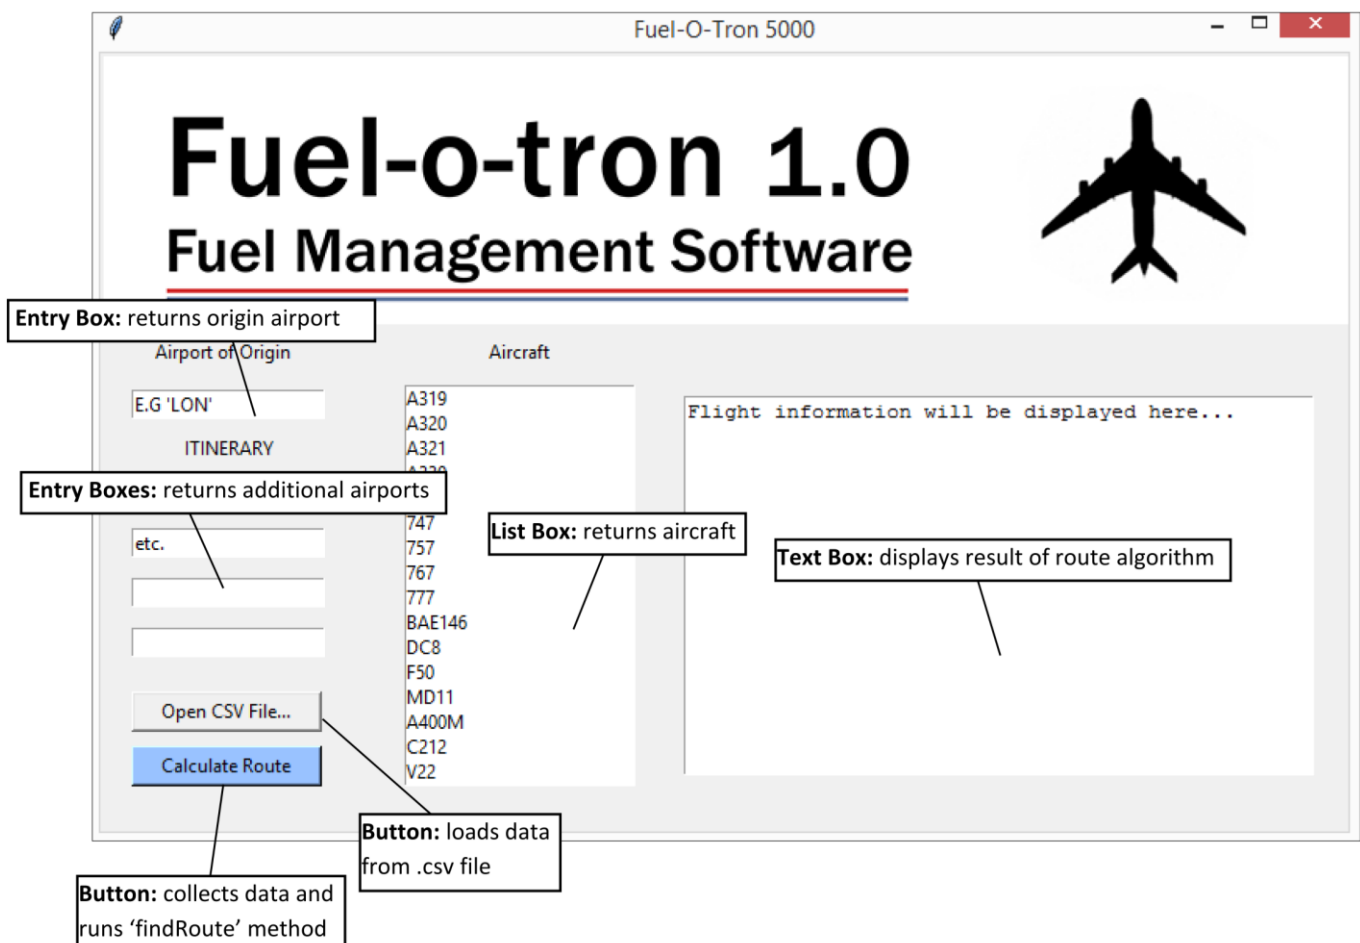 Fuel-O-Tron 5000
Fuel-o-tron 1.0
Fuel Management Software
Entry Box: returns origin airport
Airport of Origin
Aircraft
E.G 'LON'
ITINERARY
Entry Boxes: returns additional airports
etc.
Open CSV File...
Calculate Route
A319
A320
A321
747
757
767
777
BAE146
DC8
F50
MD11
A400M
C212
V22
List Box: returns aircraft
Flight information will be displayed here...
Text Box: displays result of route algorithm
Button: loads data
from .csv file
Button: collects data and
runs ‘findRoute’ method